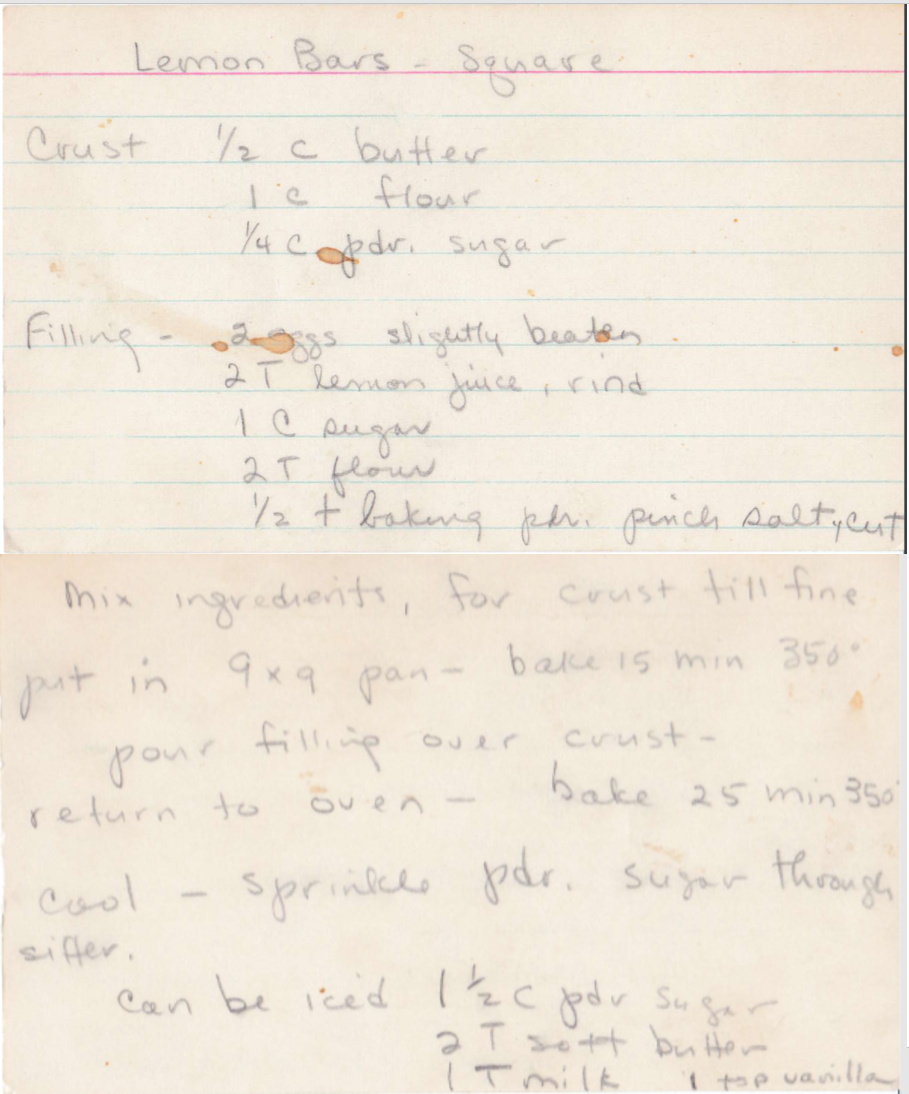 Lemon Bars - Square
Crust 1/2 C butter
1 C flour
1/4 C pdr. sugar
Filling - 2 eggs slightly beaten
2 T lemon juice, rind
1 C sugar
2 T flour
1/2 t baking pdr. pinch salt, cut
Mix ingredients, for crust till fine
put in 9x9 pan - bake 15 min 350°
pour filling over crust -
return to oven - bake 25 min 350°
Cool - sprinkle pdr. sugar through
sifter.
Can be iced 1 1/2 C pdr sugar
2 T soft butter
1 T milk 1 tsp vanilla